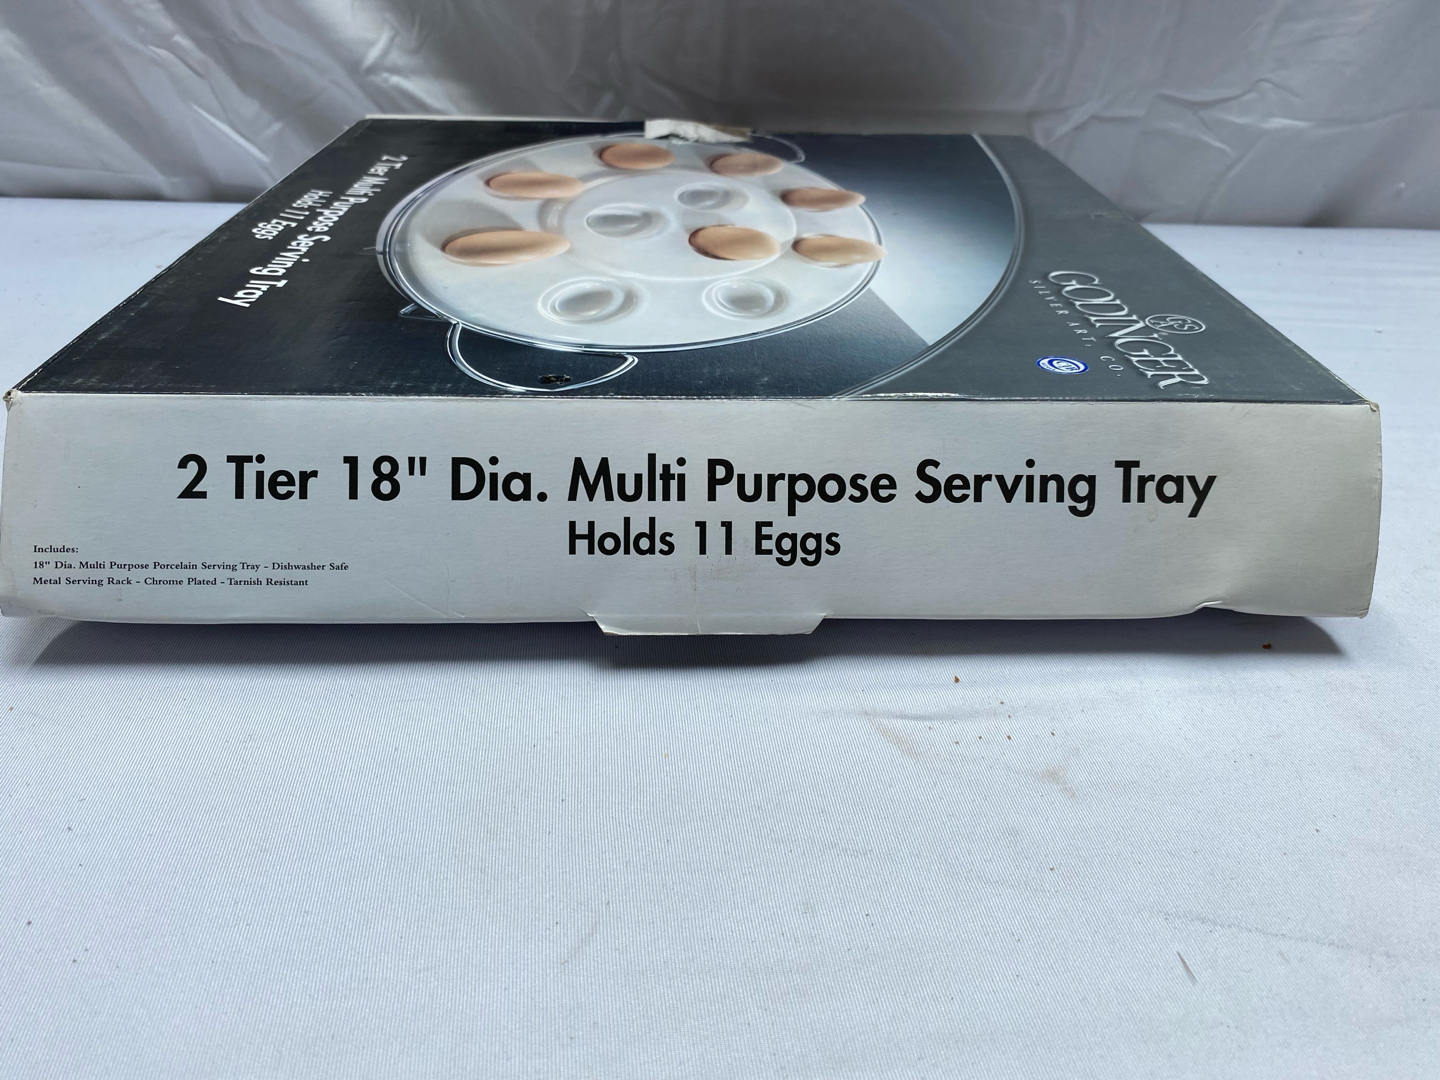 2 Tier Multi Purpose Serving Tray
Holds 11 Eggs
GS
GODINGER
SILVER ART, CO.
2 Tier 18" Dia. Multi Purpose Serving Tray
Holds 11 Eggs
Includes:
18" Dia. Multi Purpose Porcelain Serving Tray - Dishwasher Safe
Metal Serving Rack - Chrome Plated - Tarnish Resistant